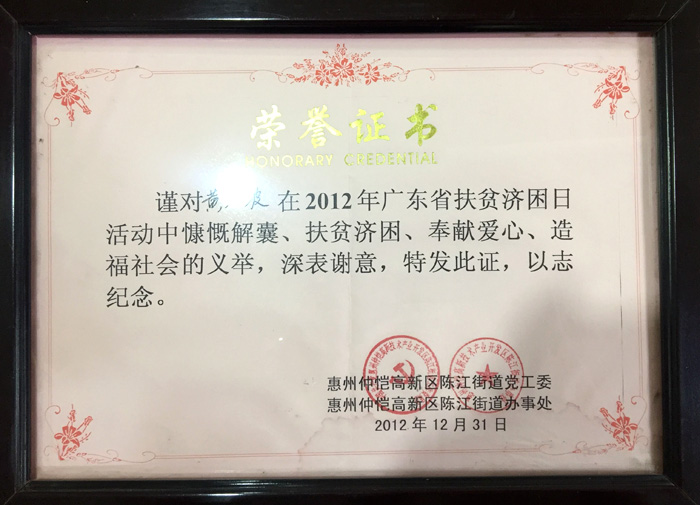 荣誉证书
HONORARY CREDENTIAL
谨对黄 波在2012年广东省扶贫济困日
活动中慷慨解囊、扶贫济困、奉献爱心、造
福社会的义举，深表谢意，特发此证，以志
纪念。
惠州仲恺高新区陈江街道党工委
惠州仲恺高新区陈江街道办事处
2012年12月31日